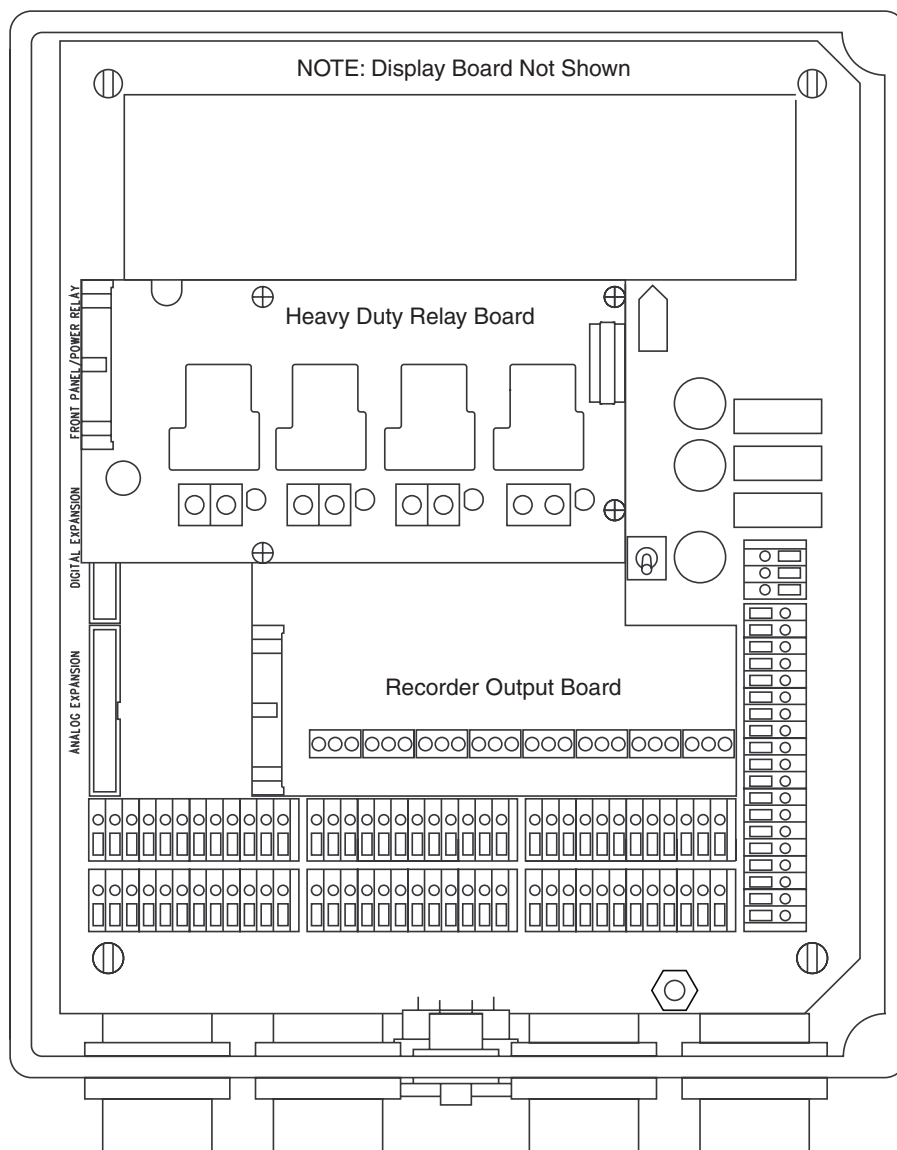 NOTE: Display Board Not Shown
FRONT PANEL/POWER RELAY
Heavy Duty Relay Board
DIGITAL EXPANSION
ANALOG EXPANSION
Recorder Output Board